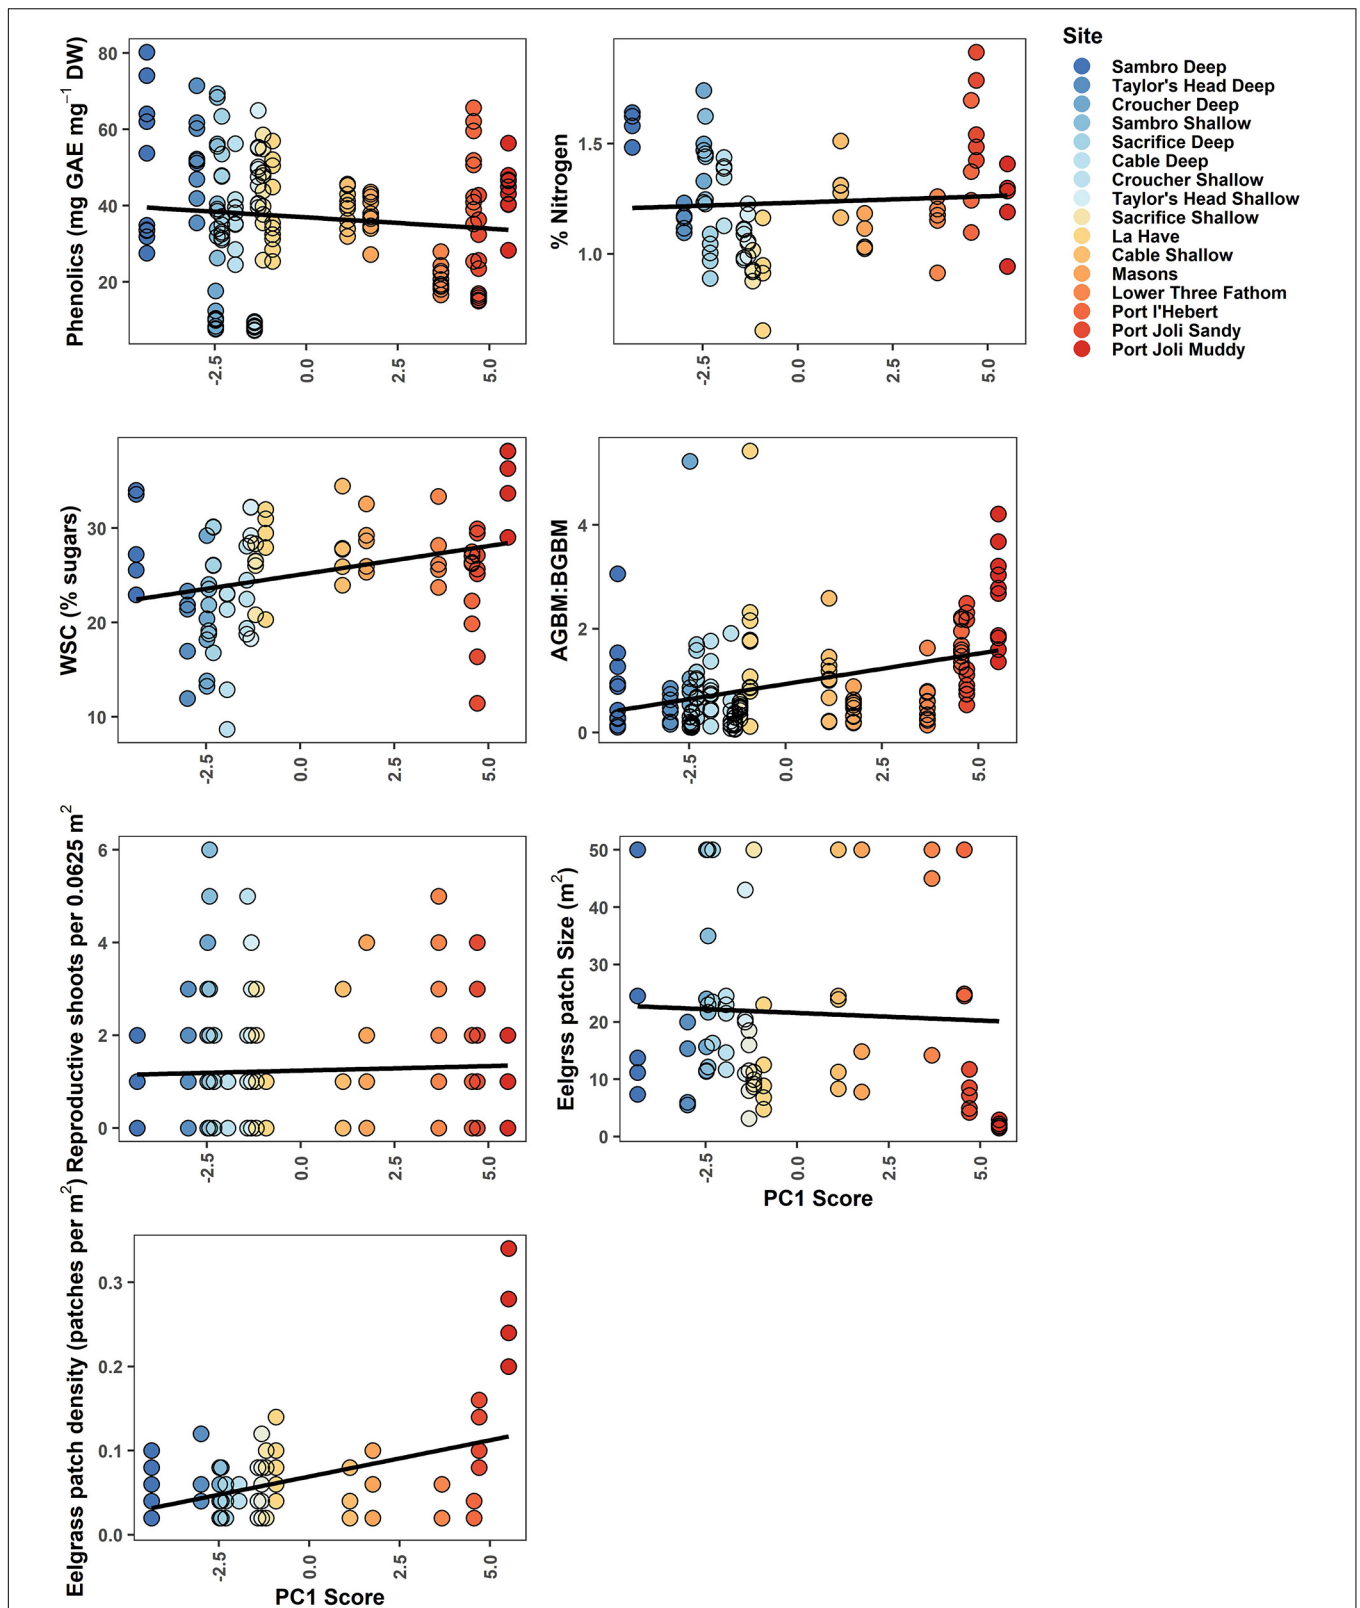 Phenolics (mg GAE mg⁻¹ DW)
80
60
40
20
-2.5
0.0
2.5
5.0
% Nitrogen
1.5
1.0
-2.5
0.0
2.5
5.0
Site
Sambro Deep
Taylor's Head Deep
Croucher Deep
Sambro Shallow
Sacrifice Deep
Cable Deep
Croucher Shallow
Taylor's Head Shallow
Sacrifice Shallow
La Have
Cable Shallow
Masons
Lower Three Fathom
Port l'Hebert
Port Joli Sandy
Port Joli Muddy
WSC (% sugars)
30
20
10
-2.5
0.0
2.5
5.0
AGBM:BGBM
4
2
0
-2.5
0.0
2.5
5.0
Reproductive shoots per 0.0625 m²
6
4
2
0
-2.5
0.0
2.5
5.0
Eelgrss patch Size (m²)
50
40
30
20
10
0
-2.5
0.0
2.5
5.0
PC1 Score
Eelgrass patch density (patches per m²)
0.3
0.2
0.1
0.0
-2.5
0.0
2.5
5.0
PC1 Score